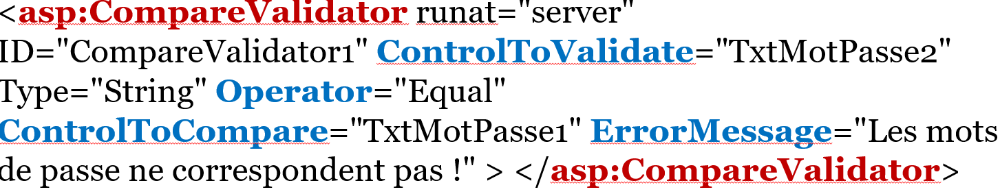 <asp:CompareValidator runat="server"
ID="CompareValidator1" ControlToValidate="TxtMotPasse2"
Type="String" Operator="Equal"
ControlToCompare="TxtMotPasse1" ErrorMessage="Les mots
de passe ne correspondent pas !" > </asp:CompareValidator>